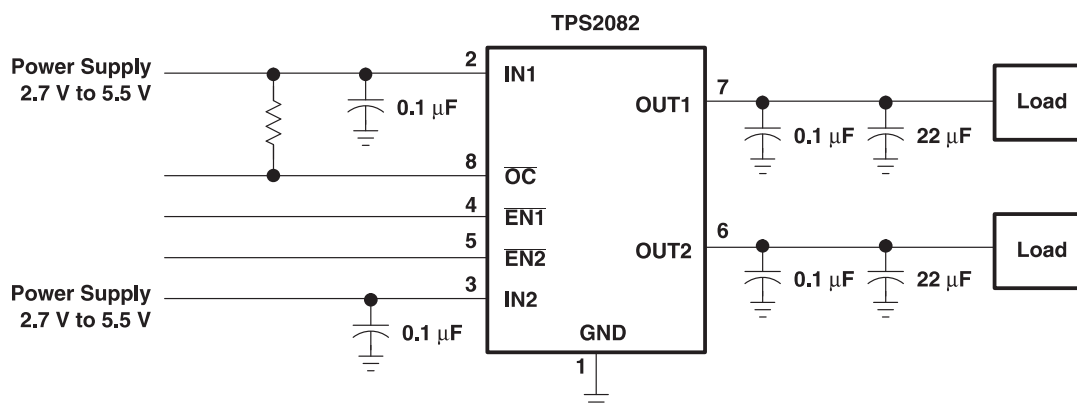 TPS2082
Power Supply
2.7 V to 5.5 V
2
IN1
0.1 μF
8
OC
4
EN1
5
EN2
Power Supply
2.7 V to 5.5 V
3
IN2
0.1 μF
GND
1
OUT1
7
0.1 μF
22 μF
Load
OUT2
6
0.1 μF
22 μF
Load